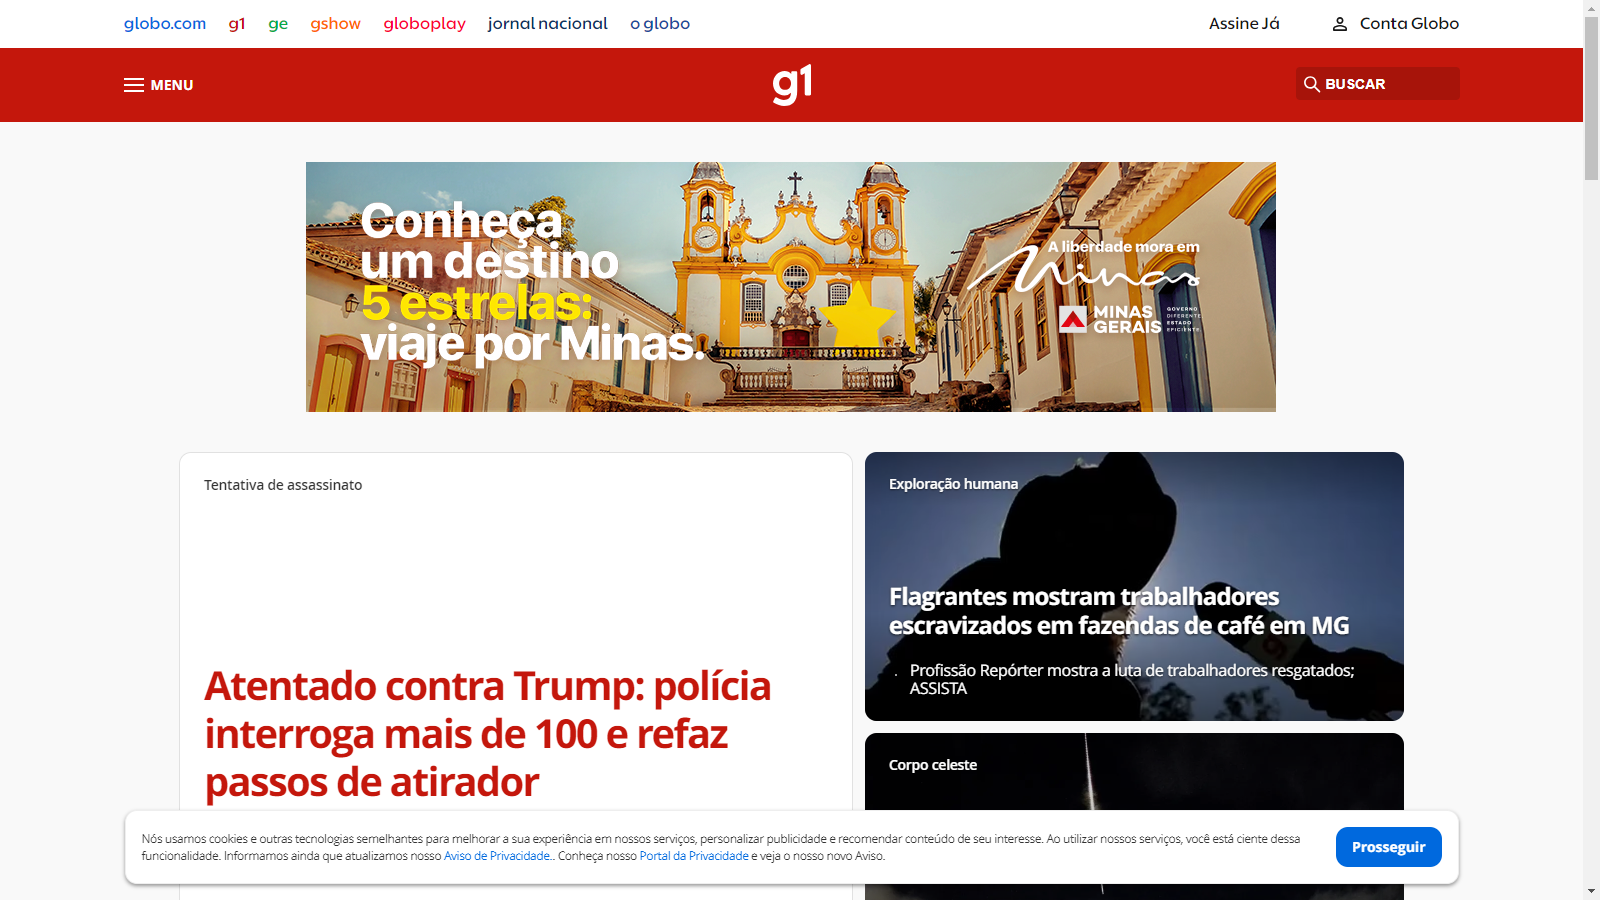 globo.com g1 ge gshow globoplay jornal nacional o globo Assine Já Conta Globo
MENU g1 BUSCAR
Conheça
um destino
5 estrelas:
viaje por Minas.
A liberdade mora em
Minas
MINAS
GERAIS
GOVERNO
DIFERENTE
ESTADO
EFICIENTE
Tentativa de assassinato
Atentado contra Trump: polícia
interroga mais de 100 e refaz
passos de atirador
Exploração humana
Flagrantes mostram trabalhadores
escravizados em fazendas de café em MG
Profissão Repórter mostra a luta de trabalhadores resgatados;
ASSISTA
Corpo celeste
Nós usamos cookies e outras tecnologias semelhantes para melhorar a sua experiência em nossos serviços, personalizar publicidade e recomendar conteúdo de seu interesse. Ao utilizar nossos serviços, você está ciente dessa
funcionalidade. Informamos ainda que atualizamos nosso Aviso de Privacidade.. Conheça nosso Portal da Privacidade e veja o nosso novo Aviso.
Prosseguir